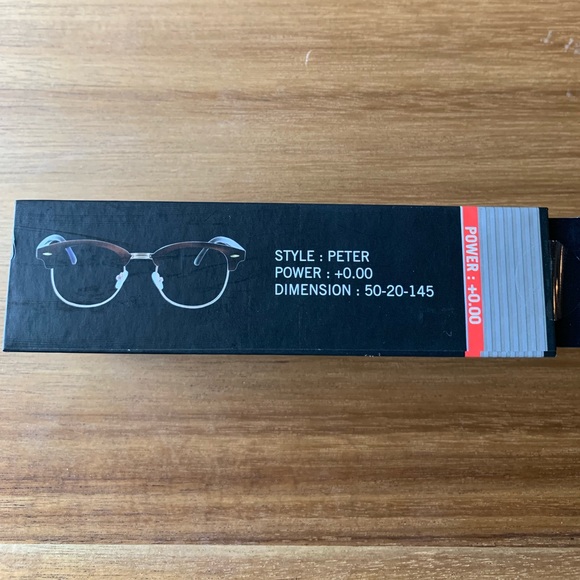 STYLE : PETER
POWER : +0.00
DIMENSION : 50-20-145
POWER : +0.00